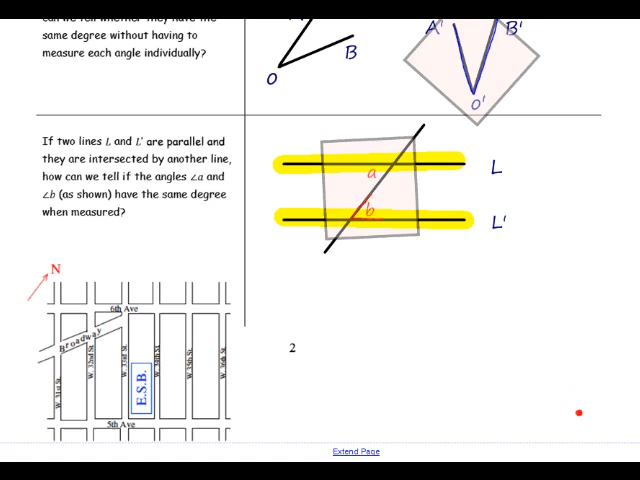 can we tell whether they have the
same degree without having to
measure each angle individually?
A
B
O
A'
B'
O'
If two lines L and L' are parallel and
they are intersected by another line,
how can we tell if the angles ∠a and
∠b (as shown) have the same degree
when measured?
a
b
L
L'
N
6th Ave
Broadway
W. 31st St.
W. 32nd St.
W. 33rd St.
E.S.B.
W. 34th St.
W. 35th St.
W. 36th St.
5th Ave
2
Extend Page